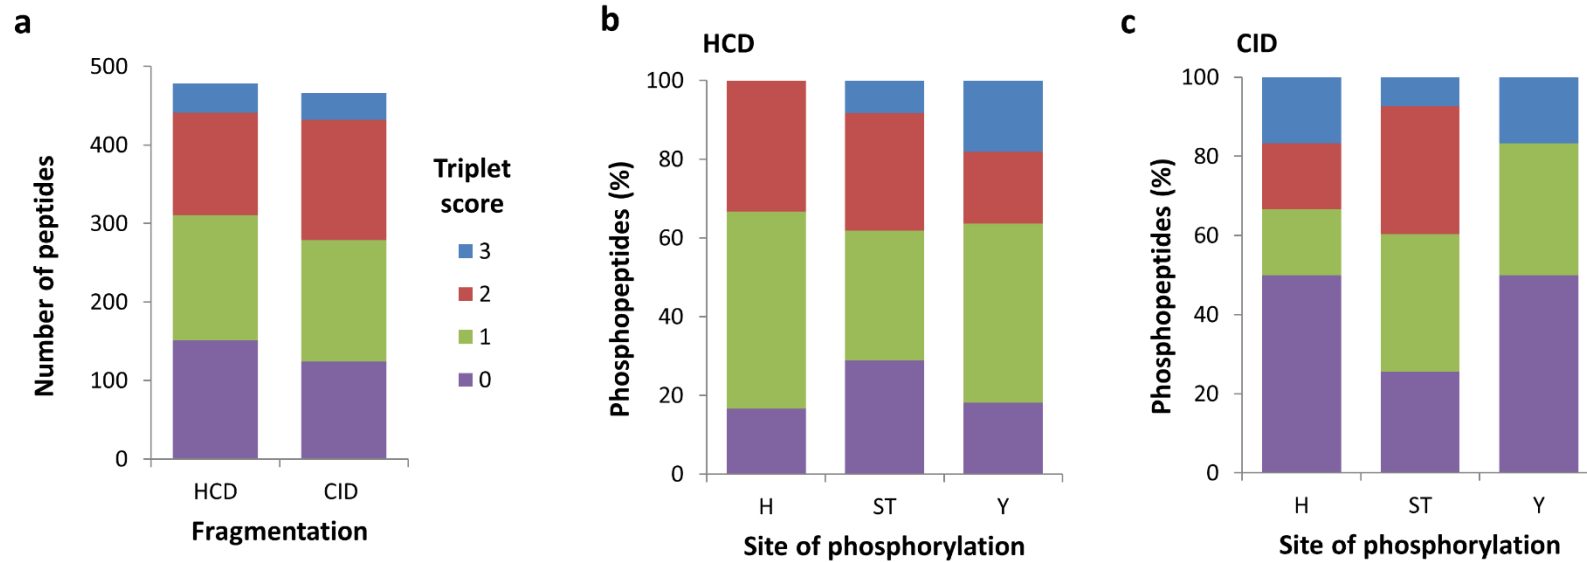 a
500
400
300
200
100
0
Number of peptides
HCD
CID
Fragmentation
Triplet
score
3
2
1
0
b
HCD
100
80
60
40
20
0
Phosphopeptides (%)
H
ST
Y
Site of phosphorylation
c
CID
100
80
60
40
20
0
Phosphopeptides (%)
H
ST
Y
Site of phosphorylation